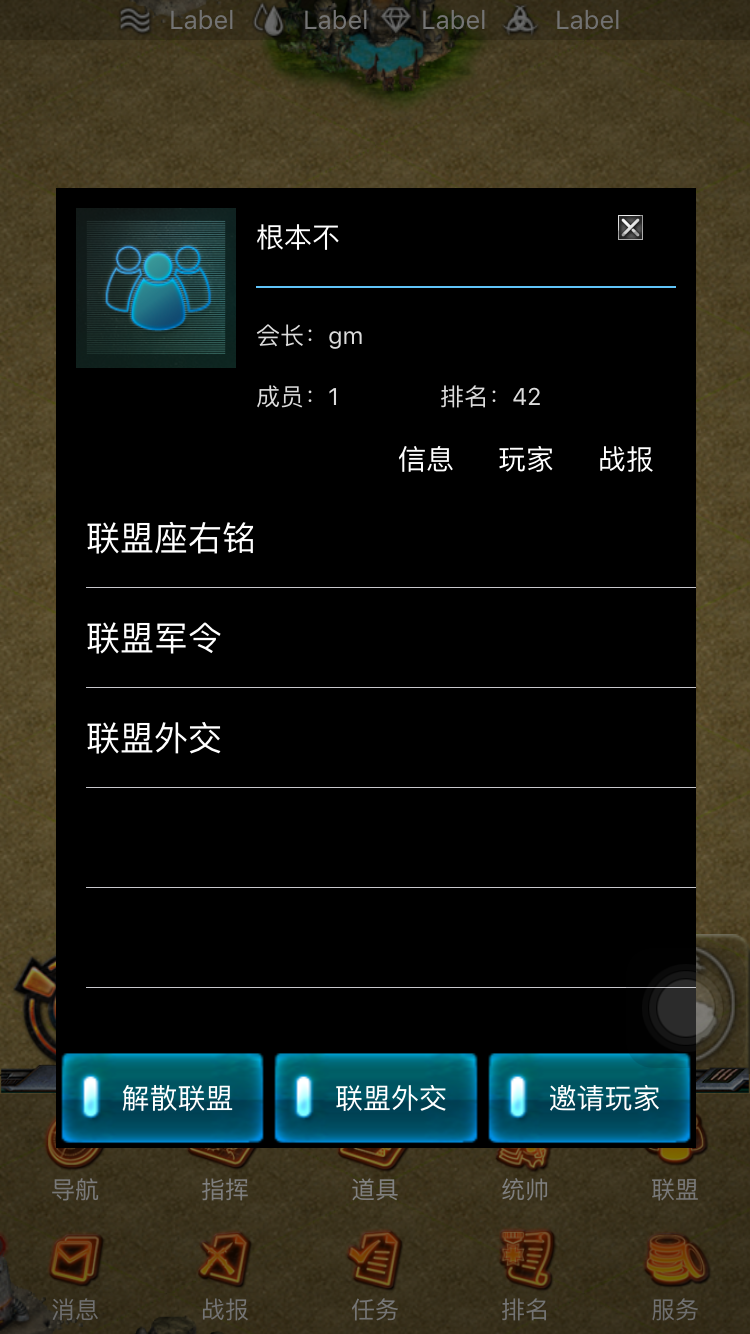 Label Label Label Label
根本不
会长：gm
成员：1 排名：42
信息 玩家 战报
联盟座右铭
联盟军令
联盟外交
解散联盟 联盟外交 邀请玩家
导航 指挥 道具 统帅 联盟
消息 战报 任务 排名 服务